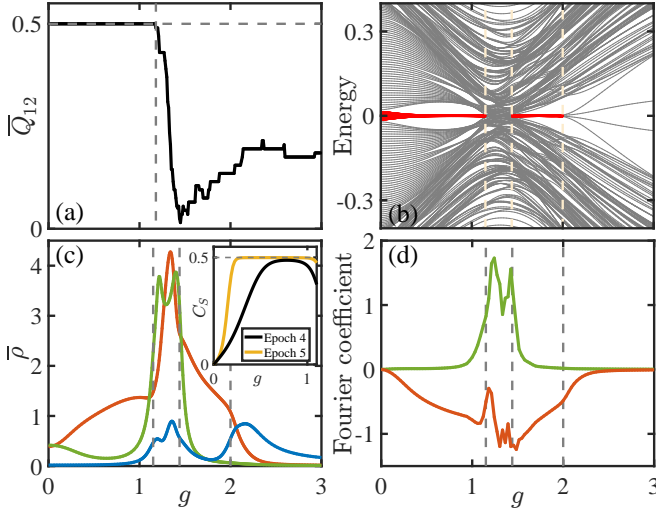 0.5
0
Q12
(a)
0.3
0
-0.3
Energy
(b)
4
3
2
1
0
ρ
(c)
0 1 2 3
g
0.5
0
CS
Epoch 4
Epoch 5
0 1
g
2
1
0
-1
Fourier coefficient
(d)
0 1 2 3
g